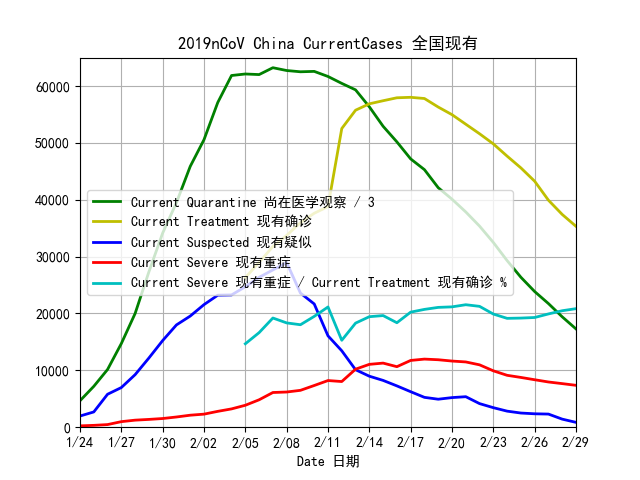 2019nCoV China CurrentCases 全国现有
60000
50000
40000
30000
20000
10000
0
Current Quarantine 尚在医学观察 / 3
Current Treatment 现有确诊
Current Suspected 现有疑似
Current Severe 现有重症
Current Severe 现有重症 / Current Treatment 现有确诊 %
1/24 1/27 1/30 2/02 2/05 2/08 2/11 2/14 2/17 2/20 2/23 2/26 2/29
Date 日期